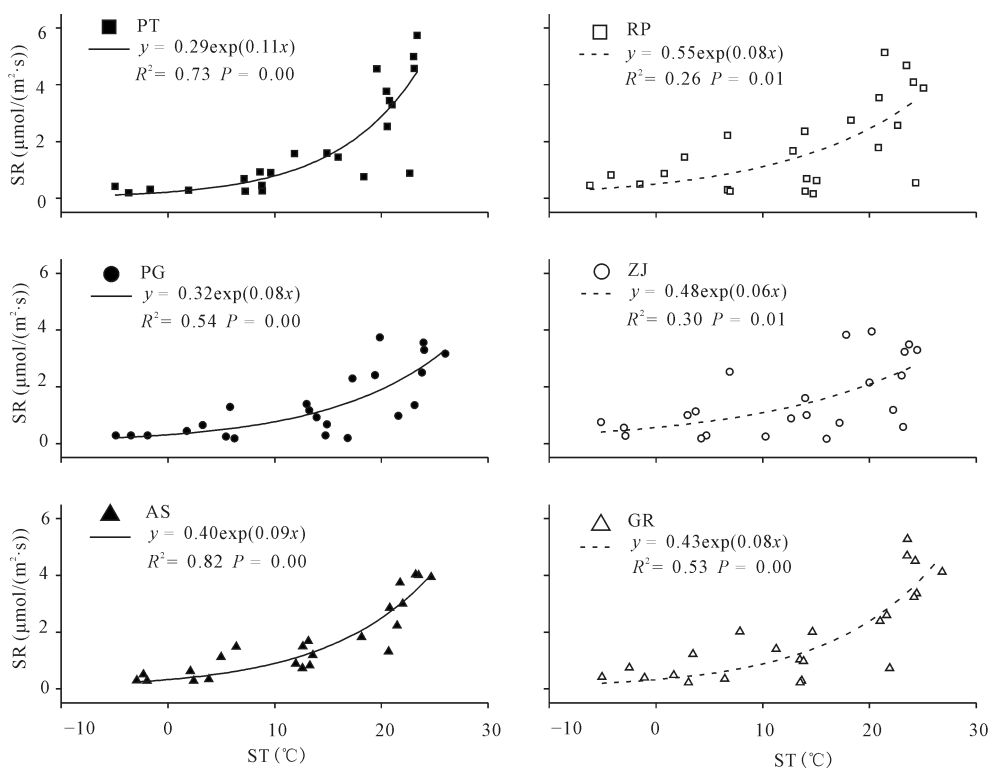 PT
y = 0.29exp(0.11x)
R²= 0.73 P = 0.00
6
4
2
0
SR (μmol/(m²·s))
RP
y = 0.55exp(0.08x)
R²= 0.26 P = 0.01
PG
y = 0.32exp(0.08x)
R²= 0.54 P = 0.00
6
4
2
0
SR (μmol/(m²·s))
ZJ
y = 0.48exp(0.06x)
R²= 0.30 P = 0.01
AS
y = 0.40exp(0.09x)
R²= 0.82 P = 0.00
6
4
2
0
SR (μmol/(m²·s))
−10 0 10 20 30
ST (℃)
GR
y = 0.43exp(0.08x)
R²= 0.53 P = 0.00
−10 0 10 20 30
ST (℃)